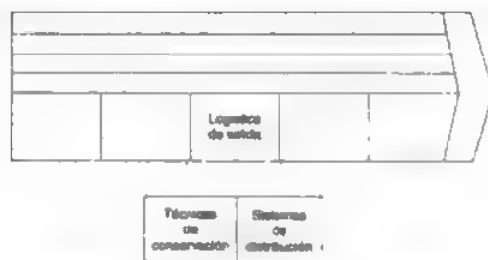 Logística
de salida
Técnicas
de
conservación
Sistemas
de
distribución